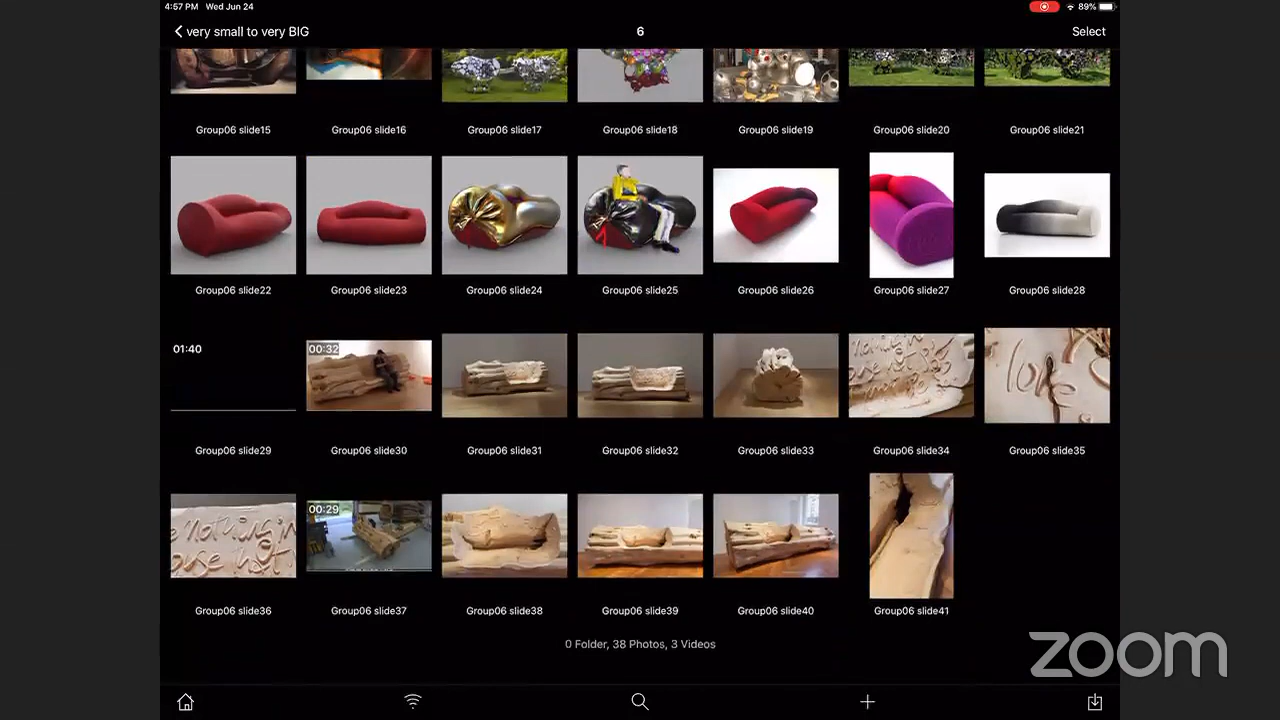 4:57 PM Wed Jun 24
89%
very small to very BIG
6
Select
Group06 slide15
Group06 slide16
Group06 slide17
Group06 slide18
Group06 slide19
Group06 slide20
Group06 slide21
Group06 slide22
Group06 slide23
Group06 slide24
Group06 slide25
Group06 slide26
Group06 slide27
Group06 slide28
01:40
00:32
love
Group06 slide29
Group06 slide30
Group06 slide31
Group06 slide32
Group06 slide33
Group06 slide34
Group06 slide35
00:29
Group06 slide36
Group06 slide37
Group06 slide38
Group06 slide39
Group06 slide40
Group06 slide41
0 Folder, 38 Photos, 3 Videos
zoom